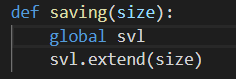 def saving(size):
    global svl
    svl.extend(size)